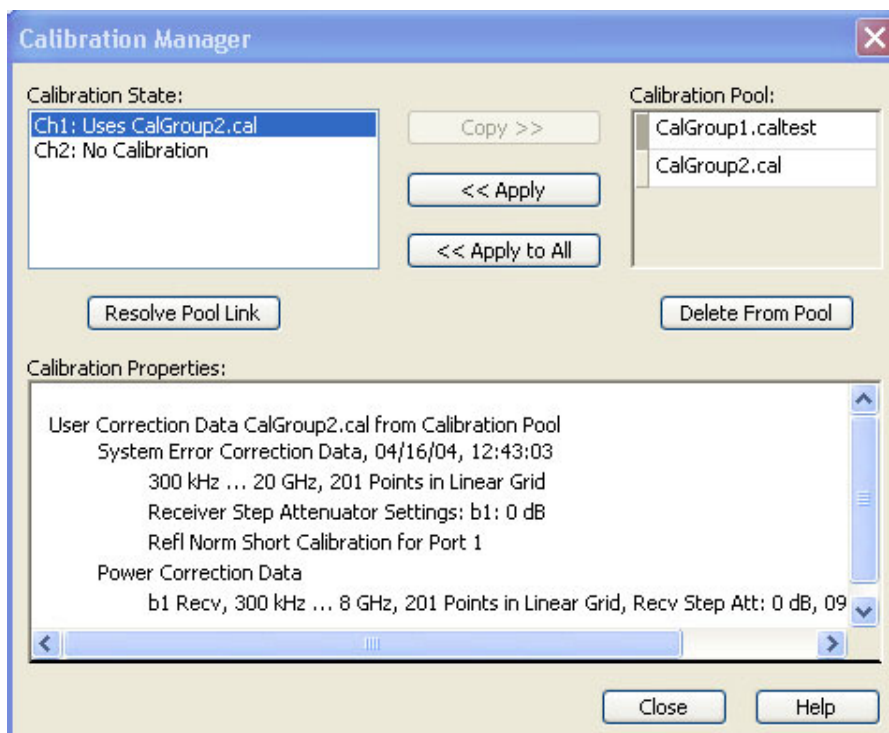 Calibration Manager
Calibration State:
Ch1: Uses CalGroup2.cal
Ch2: No Calibration
Copy >>
<< Apply
<< Apply to All
Calibration Pool:
CalGroup1.caltest
CalGroup2.cal
Resolve Pool Link
Delete From Pool
Calibration Properties:
User Correction Data CalGroup2.cal from Calibration Pool
System Error Correction Data, 04/16/04, 12:43:03
300 kHz ... 20 GHz, 201 Points in Linear Grid
Receiver Step Attenuator Settings: b1: 0 dB
Refl Norm Short Calibration for Port 1
Power Correction Data
b1 Recv, 300 kHz ... 8 GHz, 201 Points in Linear Grid, Recv Step Att: 0 dB, 09
Close
Help